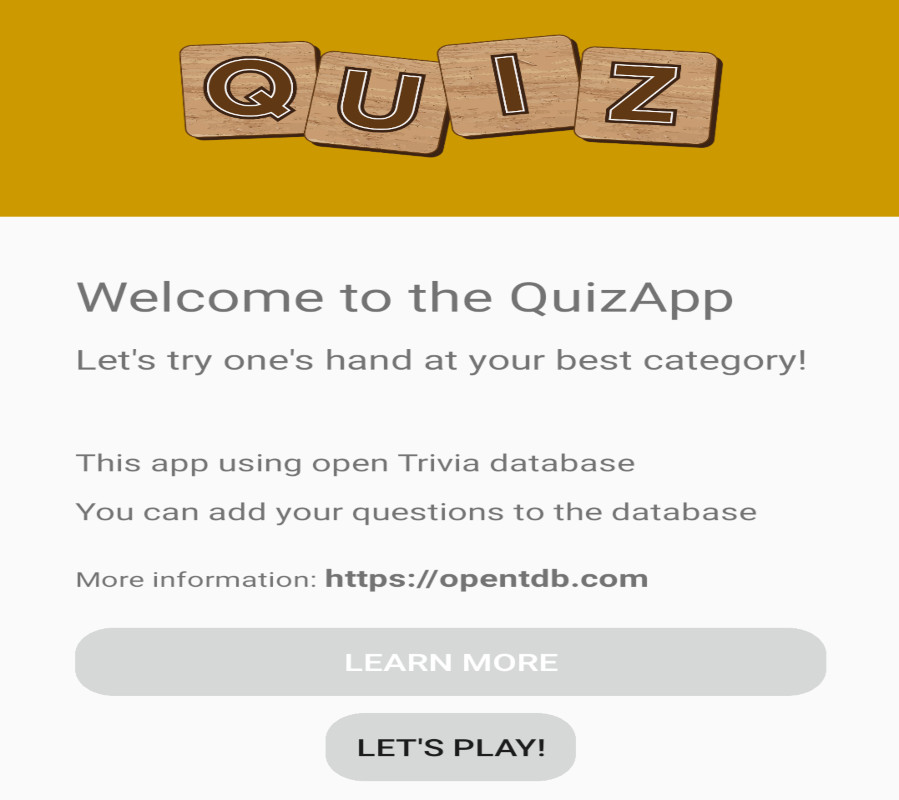 QUIZ
Welcome to the QuizApp
Let's try one's hand at your best category!
This app using open Trivia database
You can add your questions to the database
More information: https://opentdb.com
LEARN MORE
LET'S PLAY!